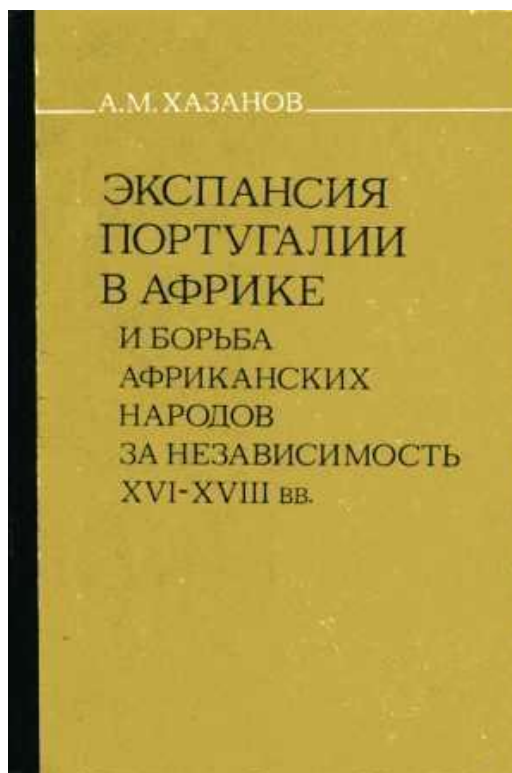 А.М. ХАЗАНОВ
ЭКСПАНСИЯ
ПОРТУГАЛИИ
В АФРИКЕ
И БОРЬБА
АФРИКАНСКИХ
НАРОДОВ
ЗА НЕЗАВИСИМОСТЬ
XVI-XVIII ВВ.